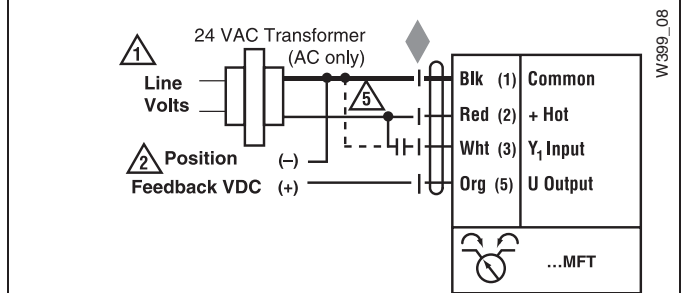 W399_08
24 VAC Transformer
(AC only)
1
Line
Volts
5
2 Position (–)
Feedback VDC (+)
Blk (1) Common
Red (2) + Hot
Wht (3) Y₁ Input
Org (5) U Output
...MFT